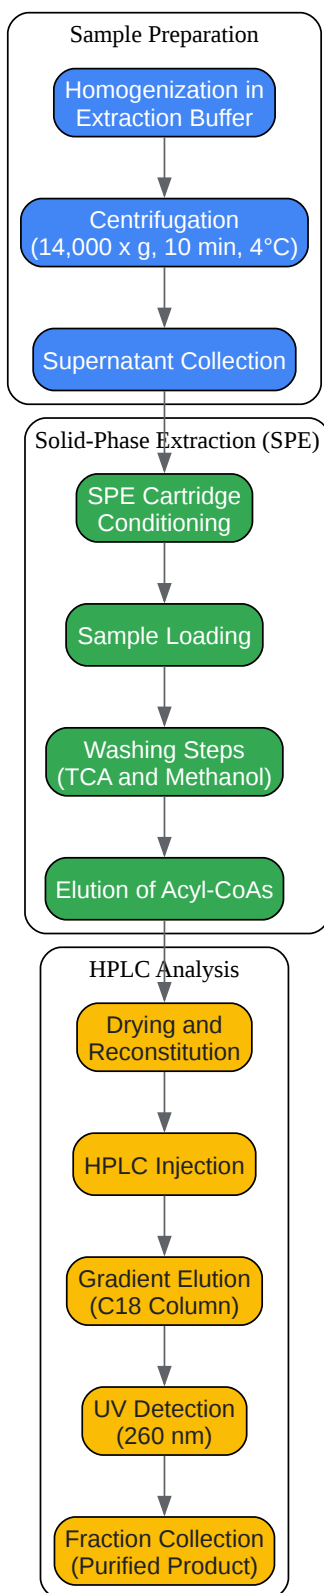 Sample Preparation
Homogenization in
Extraction Buffer
Centrifugation
(14,000 x g, 10 min, 4°C)
Supernatant Collection
Solid-Phase Extraction (SPE)
SPE Cartridge
Conditioning
Sample Loading
Washing Steps
(TCA and Methanol)
Elution of Acyl-CoAs
HPLC Analysis
Drying and
Reconstitution
HPLC Injection
Gradient Elution
(C18 Column)
UV Detection
(260 nm)
Fraction Collection
(Purified Product)